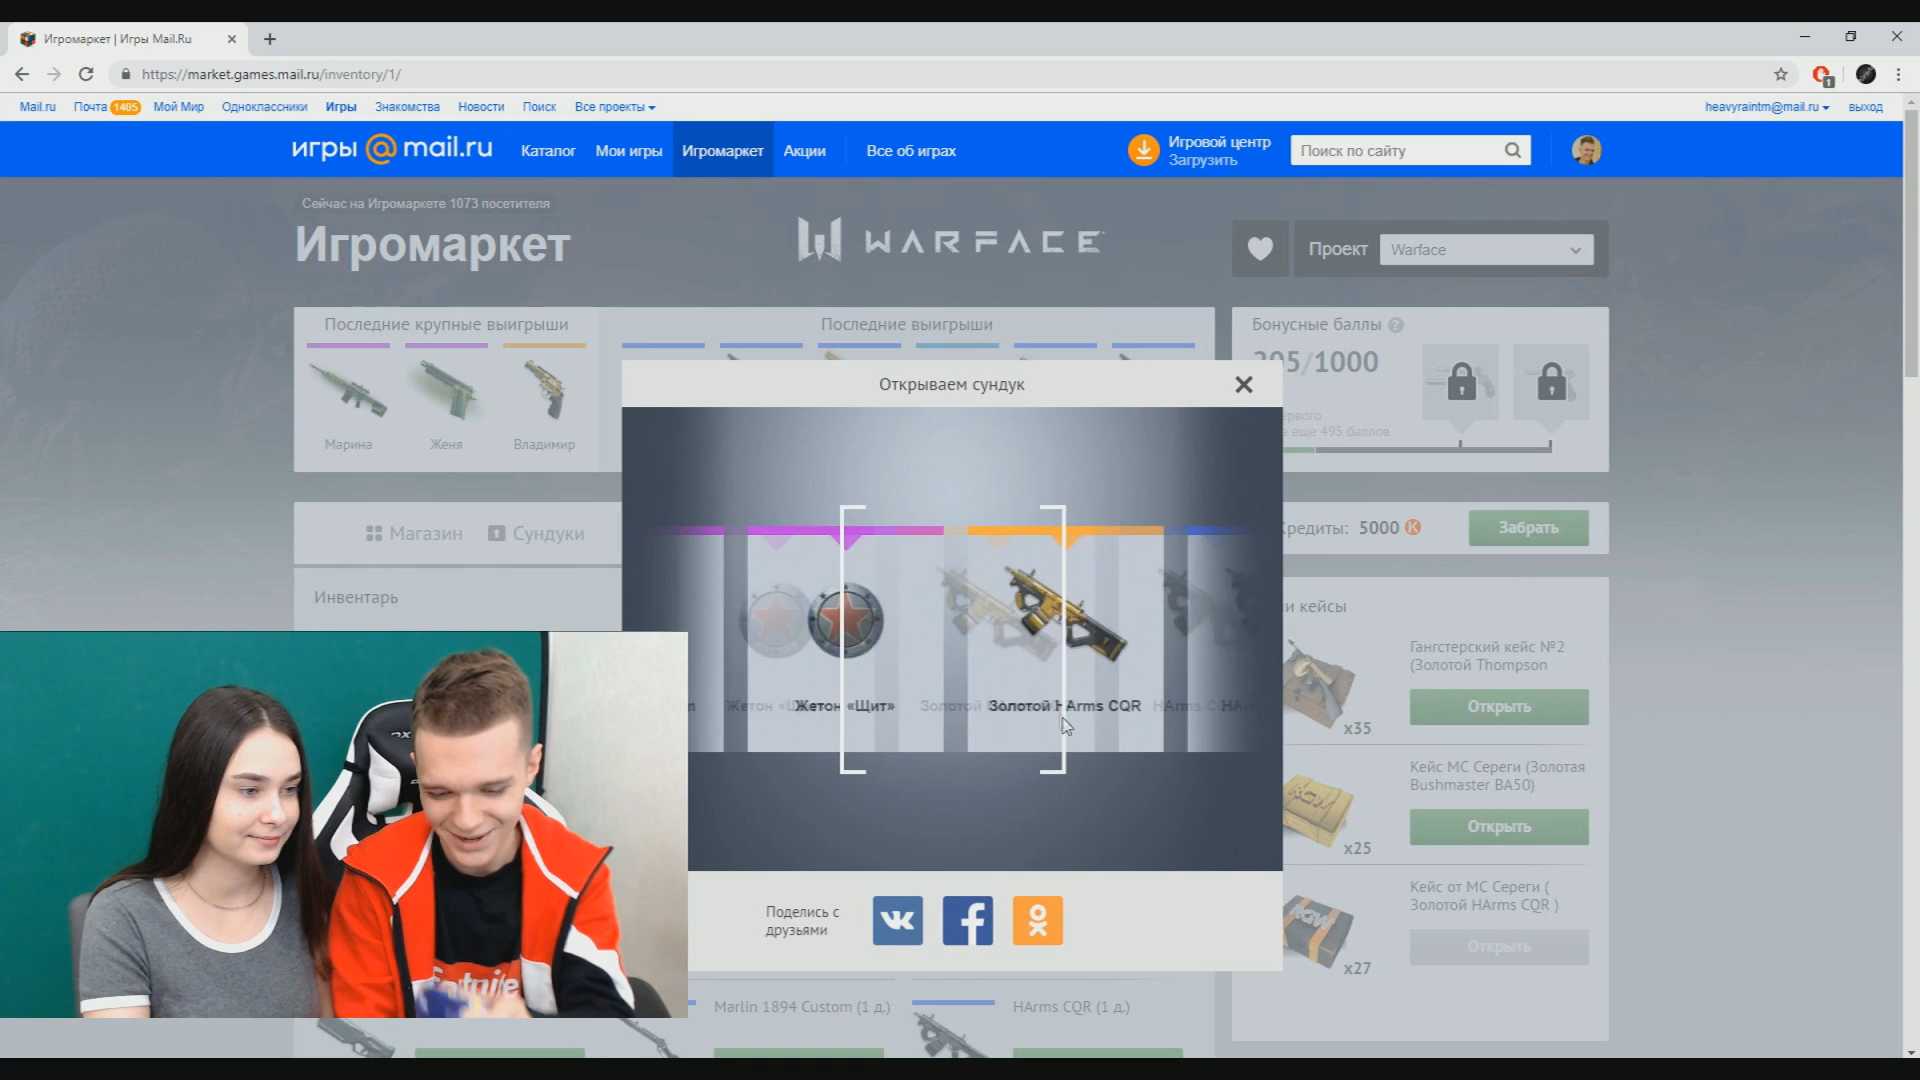 Игромаркет | Игры Mail.Ru
https://market.games.mail.ru/inventory/1/
1
Mail.ru Почта 1405 Мой Мир Одноклассники Игры Знакомства Новости Поиск Все проекты heavyraintm@mail.ru выход
игры @ mail.ru Каталог Мои игры Игромаркет Акции Все об играх Игровой центр Поиск по сайту
Загрузить
Сейчас на Игромаркете 1073 посетителя
Игромаркет
WARFACE
Проект Warface
Последние крупные выигрыши
Последние выигрыши
Бонусные баллы ?
/1000
Марина Женя Владимир
еще 495 баллов
Открываем сундук
Магазин Сундуки
Кредиты: 5000 K
Забрать
Инвентарь
и кейсы
Жетон «Щит»
Золотой HArms CQR
Гангстерский кейс №2
(Золотой Thompson
Открыть
x35
Кейс МС Сереги (Золотая
Bushmaster BA50)
Открыть
x25
Кейс от МС Сереги (
Золотой HArms CQR )
Открыть
x27
Поделись с
друзьями
Marlin 1894 Custom (1 д.)
HArms CQR (1 д.)